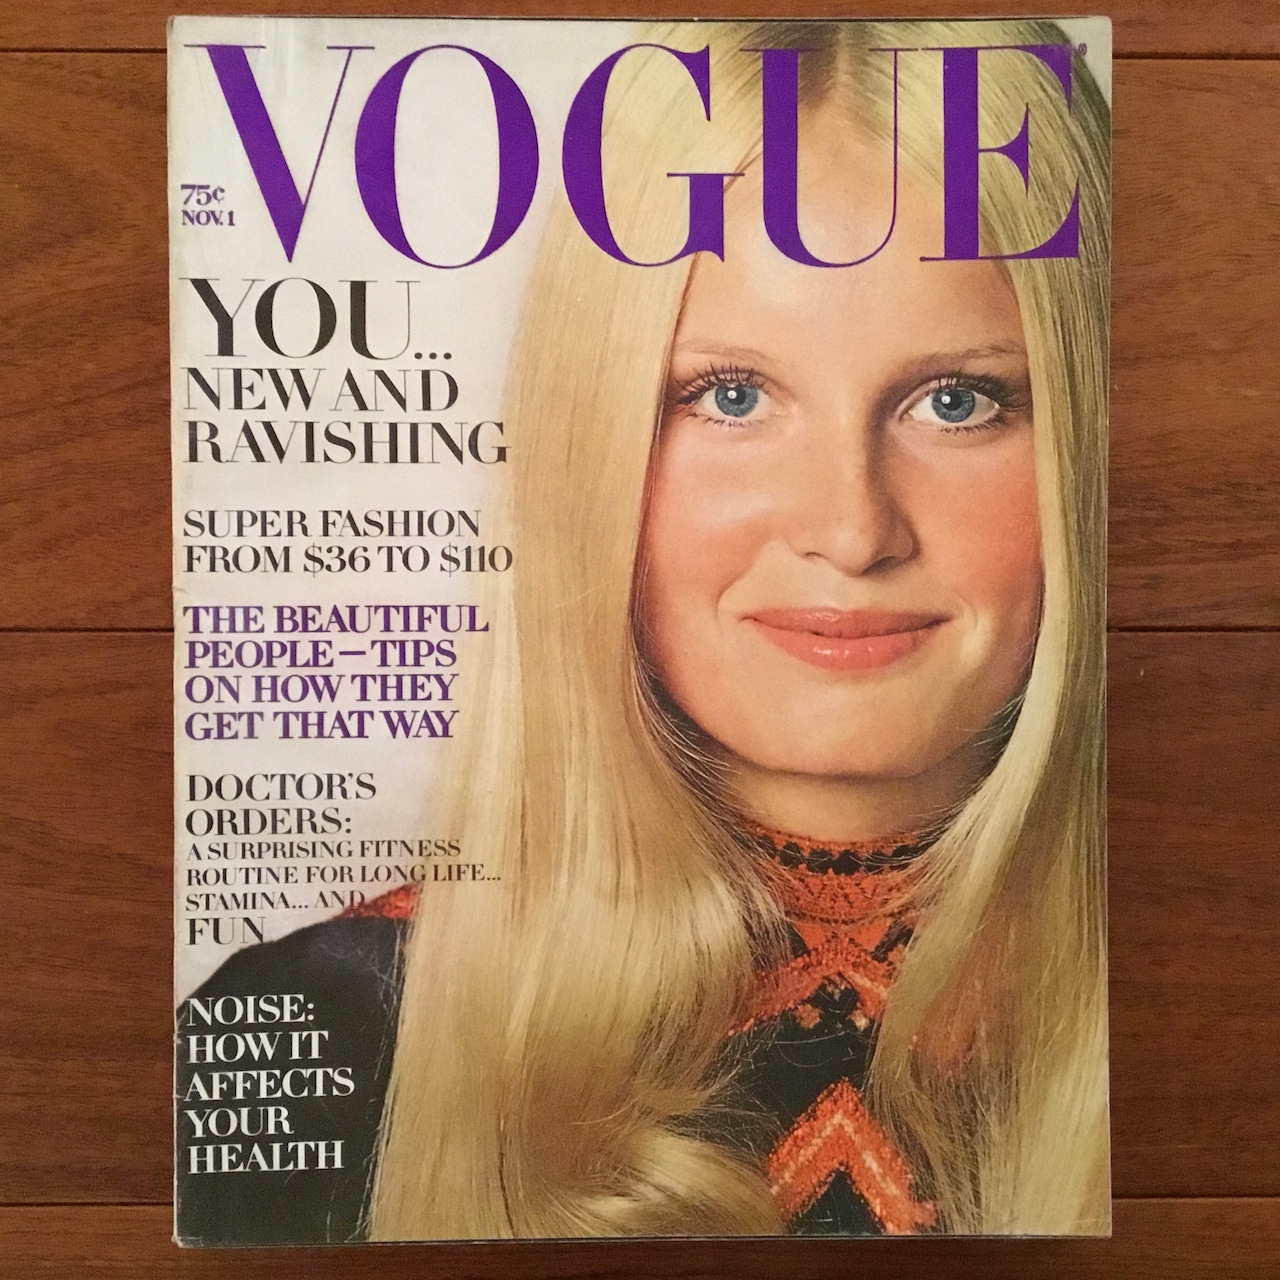 VOGUE®
75¢
NOV. 1
YOU...
NEW AND
RAVISHING
SUPER FASHION
FROM $36 TO $110
THE BEAUTIFUL
PEOPLE—TIPS
ON HOW THEY
GET THAT WAY
DOCTOR'S
ORDERS:
A SURPRISING FITNESS
ROUTINE FOR LONG LIFE...
STAMINA... AND
FUN
NOISE:
HOW IT
AFFECTS
YOUR
HEALTH